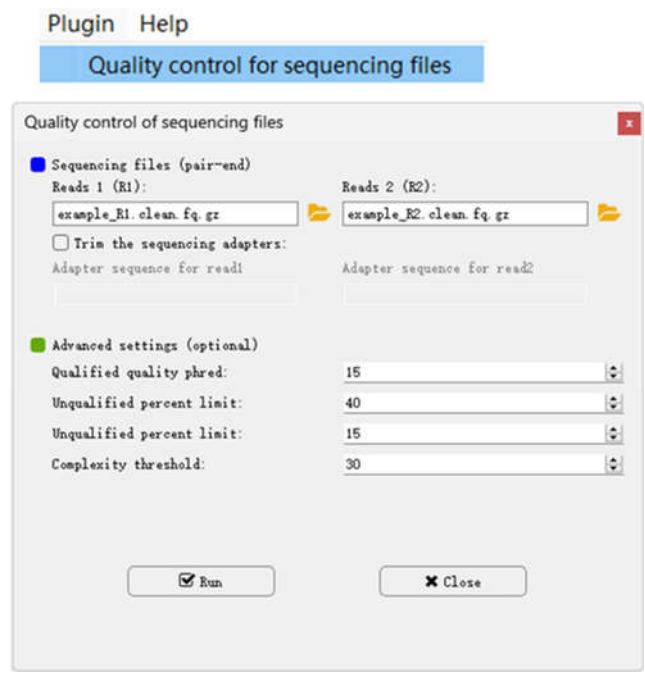 Plugin Help
Quality control for sequencing files
Quality control of sequencing files
x
Sequencing files (pair-end)
Reads 1 (R1): Reads 2 (R2):
example_R1.clean.fq.gz example_R2.clean.fq.gz
Trim the sequencing adapters:
Adapter sequence for read1 Adapter sequence for read2
Advanced settings (optional)
Qualified quality phred: 15
Unqualified percent limit: 40
Unqualified percent limit: 15
Complexity threshold: 30
Run Close